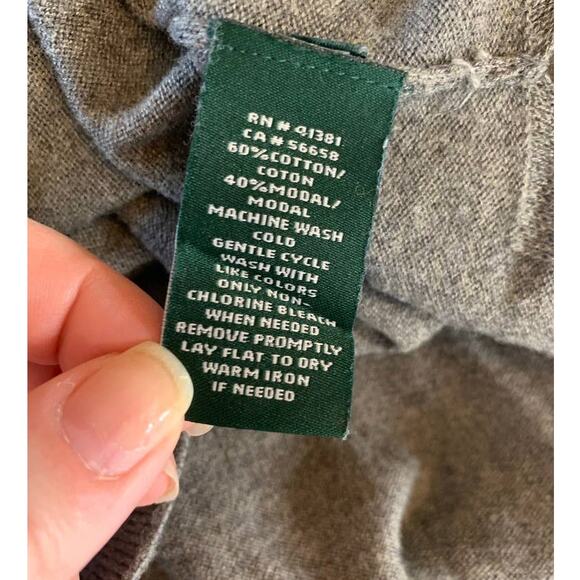 RN # 41381
CA # 56658
60%COTTON/
COTON
40%MODAL/
MODAL
MACHINE WASH
COLD
GENTLE CYCLE
WASH WITH
LIKE COLORS
ONLY NON-
CHLORINE BLEACH
WHEN NEEDED
REMOVE PROMPTLY
LAY FLAT TO DRY
WARM IRON
IF NEEDED